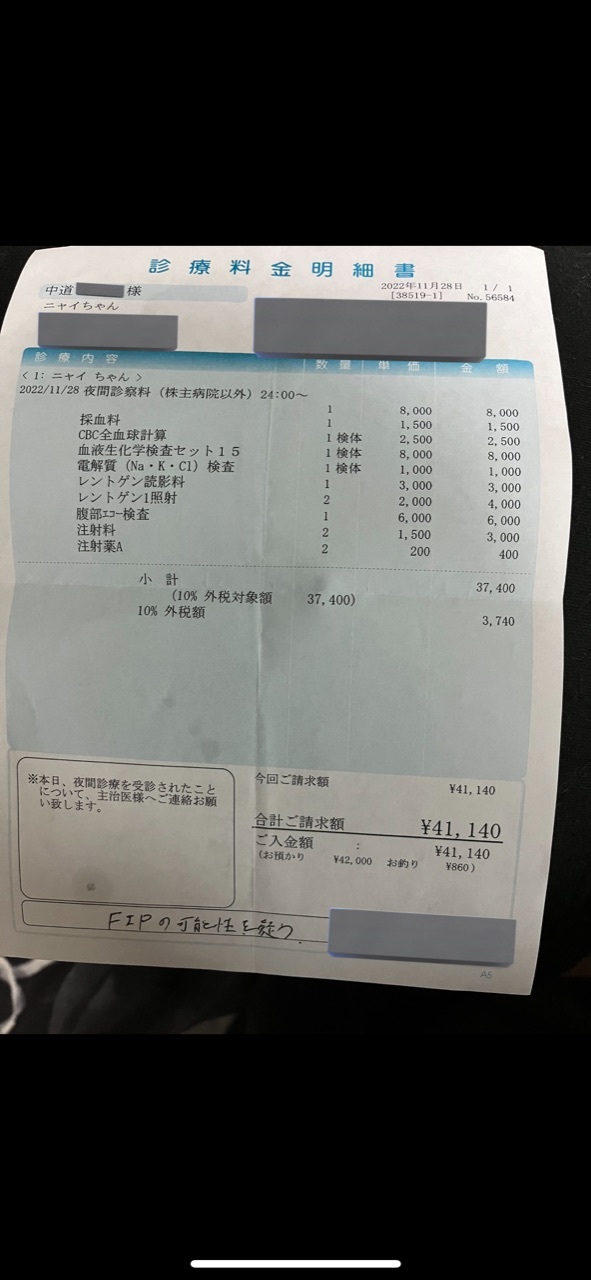 診療料金明細書
中道 様
2022年11月28日 1 / 1
[38519-1] No. 56584
ニャイちゃん
診療内容 数量 単価 金額
< 1: ニャイ ちゃん >
2022/11/28 夜間診察料 (株主病院以外) 24:00～ 1 8,000 8,000
採血料 1 1,500 1,500
CBC全血球計算 1 検体 2,500 2,500
血液生化学検査セット15 1 検体 8,000 8,000
電解質 (Na・K・Cl) 検査 1 検体 1,000 1,000
レントゲン読影料 1 3,000 3,000
レントゲン1照射 2 2,000 4,000
腹部ｴｺｰ検査 1 6,000 6,000
注射料 2 1,500 3,000
注射薬A 2 200 400
小 計 37,400
(10% 外税対象額 37,400)
10% 外税額 3,740
※本日、夜間診療を受診されたこと
について、主治医様へご連絡お願
い致します。
今回ご請求額 ¥41,140
合計ご請求額 ¥41,140
ご入金額 : ¥41,140
(お預かり ¥42,000 お釣り ¥860)
FIPの可能性を疑う.
A5